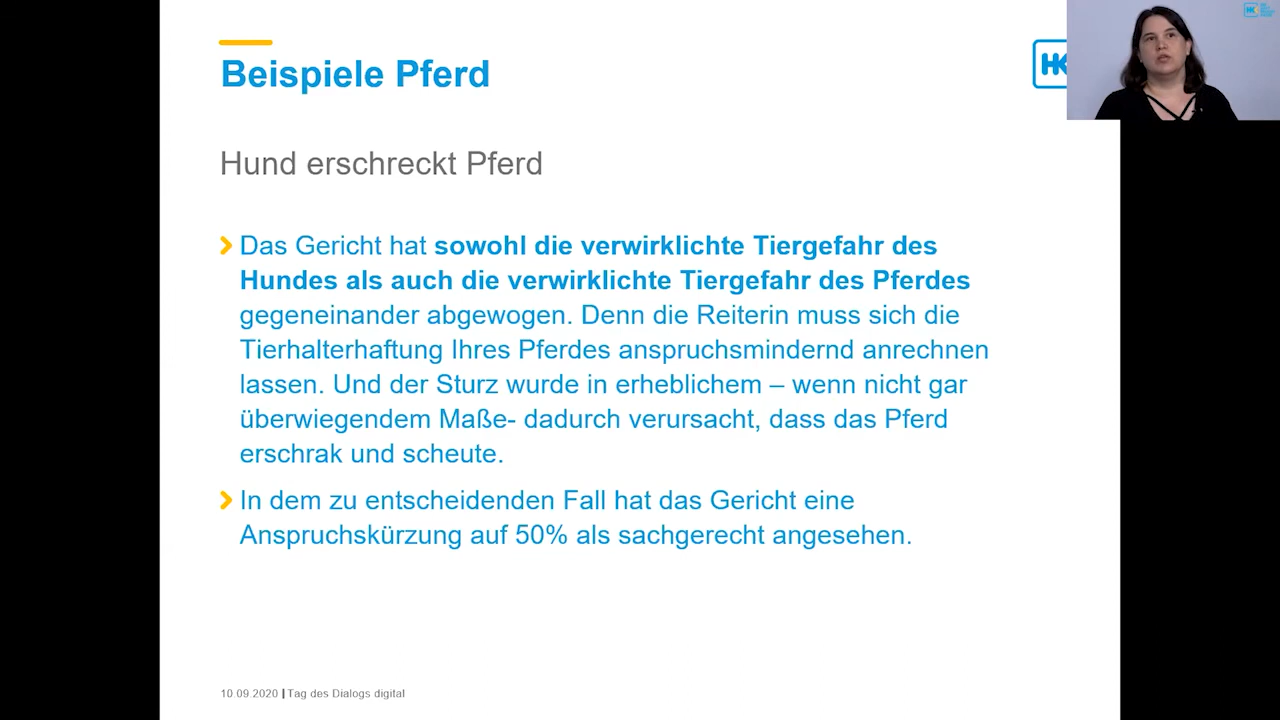 Beispiele Pferd
HK
Hund erschreckt Pferd
Das Gericht hat sowohl die verwirklichte Tiergefahr des
Hundes als auch die verwirklichte Tiergefahr des Pferdes
gegeneinander abgewogen. Denn die Reiterin muss sich die
Tierhalterhaftung Ihres Pferdes anspruchsmindernd anrechnen
lassen. Und der Sturz wurde in erheblichem – wenn nicht gar
überwiegendem Maße- dadurch verursacht, dass das Pferd
erschrak und scheute.
In dem zu entscheidenden Fall hat das Gericht eine
Anspruchskürzung auf 50% als sachgerecht angesehen.
10.09.2020 | Tag des Dialogs digital